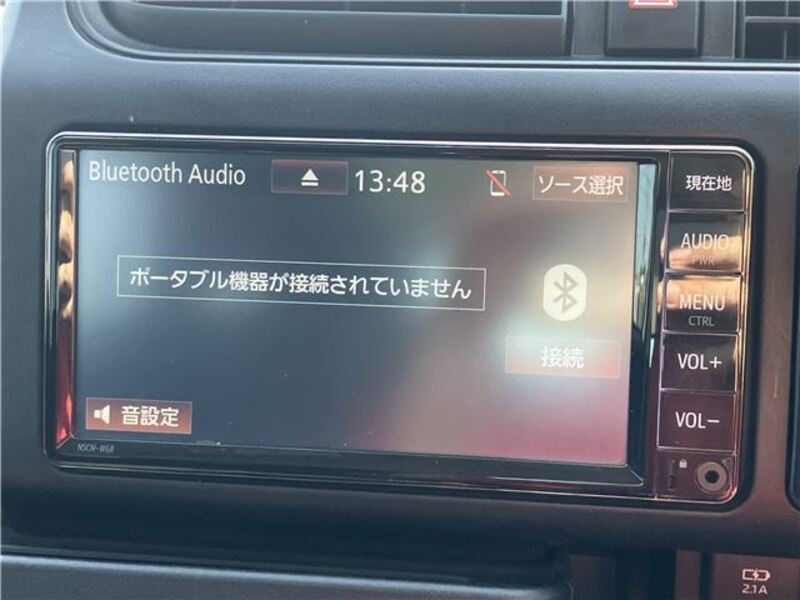 Bluetooth Audio
13:48
ソース選択
ポータブル機器が接続されていません
接続
音設定
NSCN-W68
現在地
AUDIO
PWR
MENU
CTRL
VOL+
VOL−
2.1A